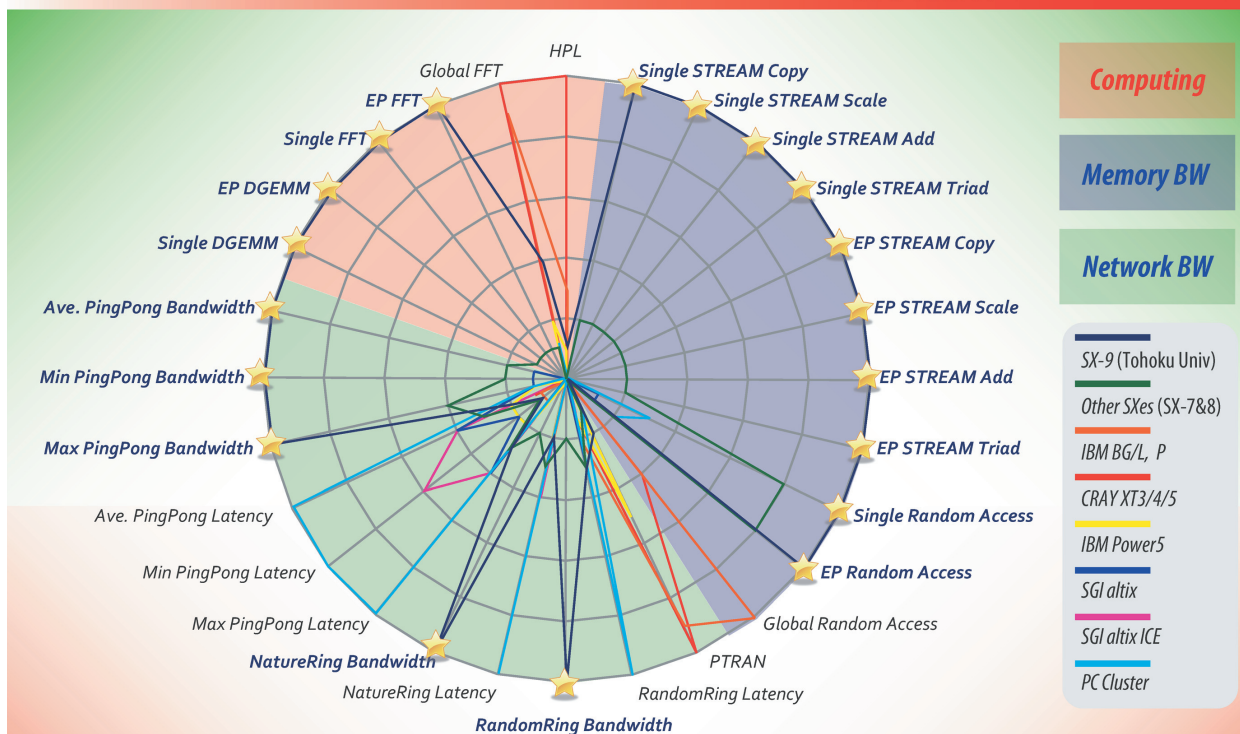 HPL
Single STREAM Copy
Single STREAM Scale
Single STREAM Add
Single STREAM Triad
EP STREAM Copy
EP STREAM Scale
EP STREAM Add
EP STREAM Triad
Single Random Access
EP Random Access
Global Random Access
PTRAN
RandomRing Latency
RandomRing Bandwidth
NatureRing Latency
NatureRing Bandwidth
Max PingPong Latency
Min PingPong Latency
Ave. PingPong Latency
Max PingPong Bandwidth
Min PingPong Bandwidth
Ave. PingPong Bandwidth
Single DGEMM
EP DGEMM
Single FFT
EP FFT
Global FFT
Computing
Memory BW
Network BW
SX-9 (Tohoku Univ)
Other SXes (SX-7&8)
IBM BG/L, P
CRAY XT3/4/5
IBM Power5
SGI altix
SGI altix ICE
PC Cluster